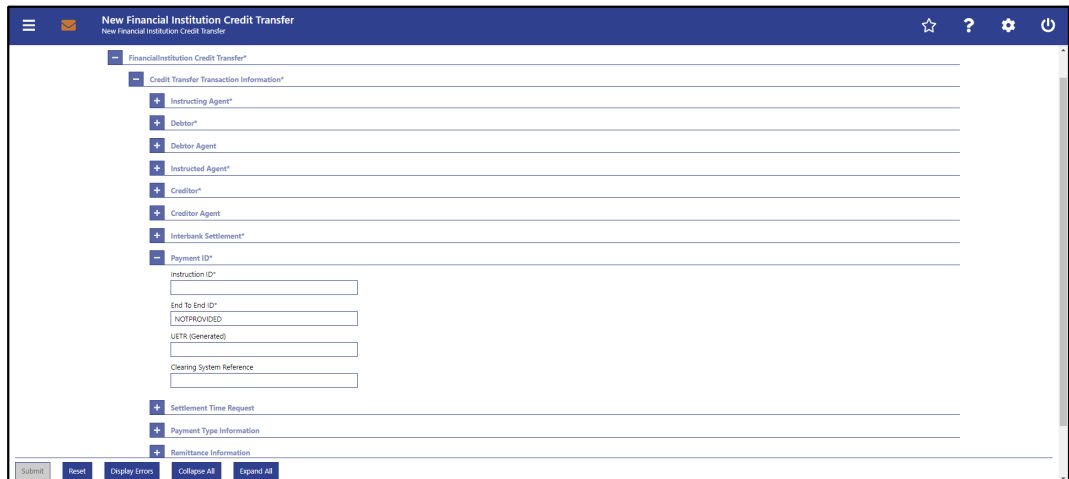 New Financial Institution Credit Transfer
New Financial Institution Credit Transfer
FinancialInstitution Credit Transfer*
Credit Transfer Transaction Information*
Instructing Agent*
Debtor*
Debtor Agent
Instructed Agent*
Creditor*
Creditor Agent
Interbank Settlement*
Payment ID*
Instruction ID*
End To End ID*
NOTPROVIDED
UETR (Generated)
Clearing System Reference
Settlement Time Request
Payment Type Information
Remittance Information
Submit Reset Display Errors Collapse All Expand All